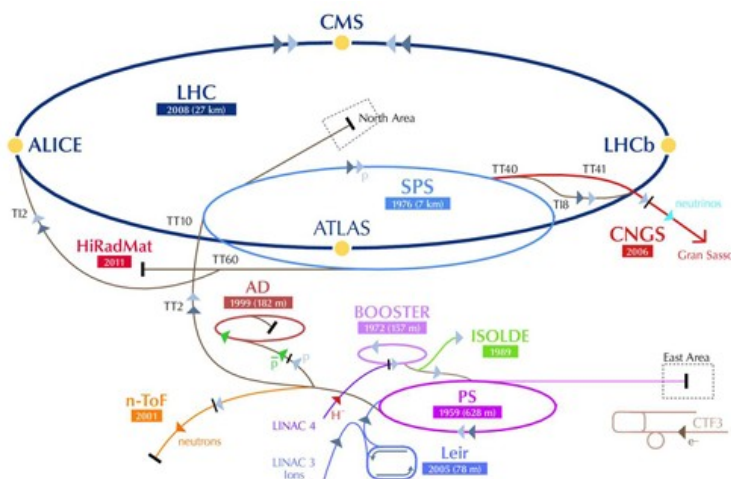 CMS
LHC
2008 (27 km)
North Area
ALICE
LHCb
TT40
TT41
SPS
1976 (7 km)
TI8
neutrinos
TI2
TT10
ATLAS
CNGS
2006
Gran Sasso
HiRadMat
2011
TT60
AD
1999 (182 m)
TT2
BOOSTER
1972 (157 m)
ISOLDE
1989
p
p̅
p
East Area
n-ToF
2001
PS
1959 (628 m)
LINAC 4
H⁻
neutrons
CTF3
e⁻
LINAC 3
Ions
Leir
2005 (78 m)